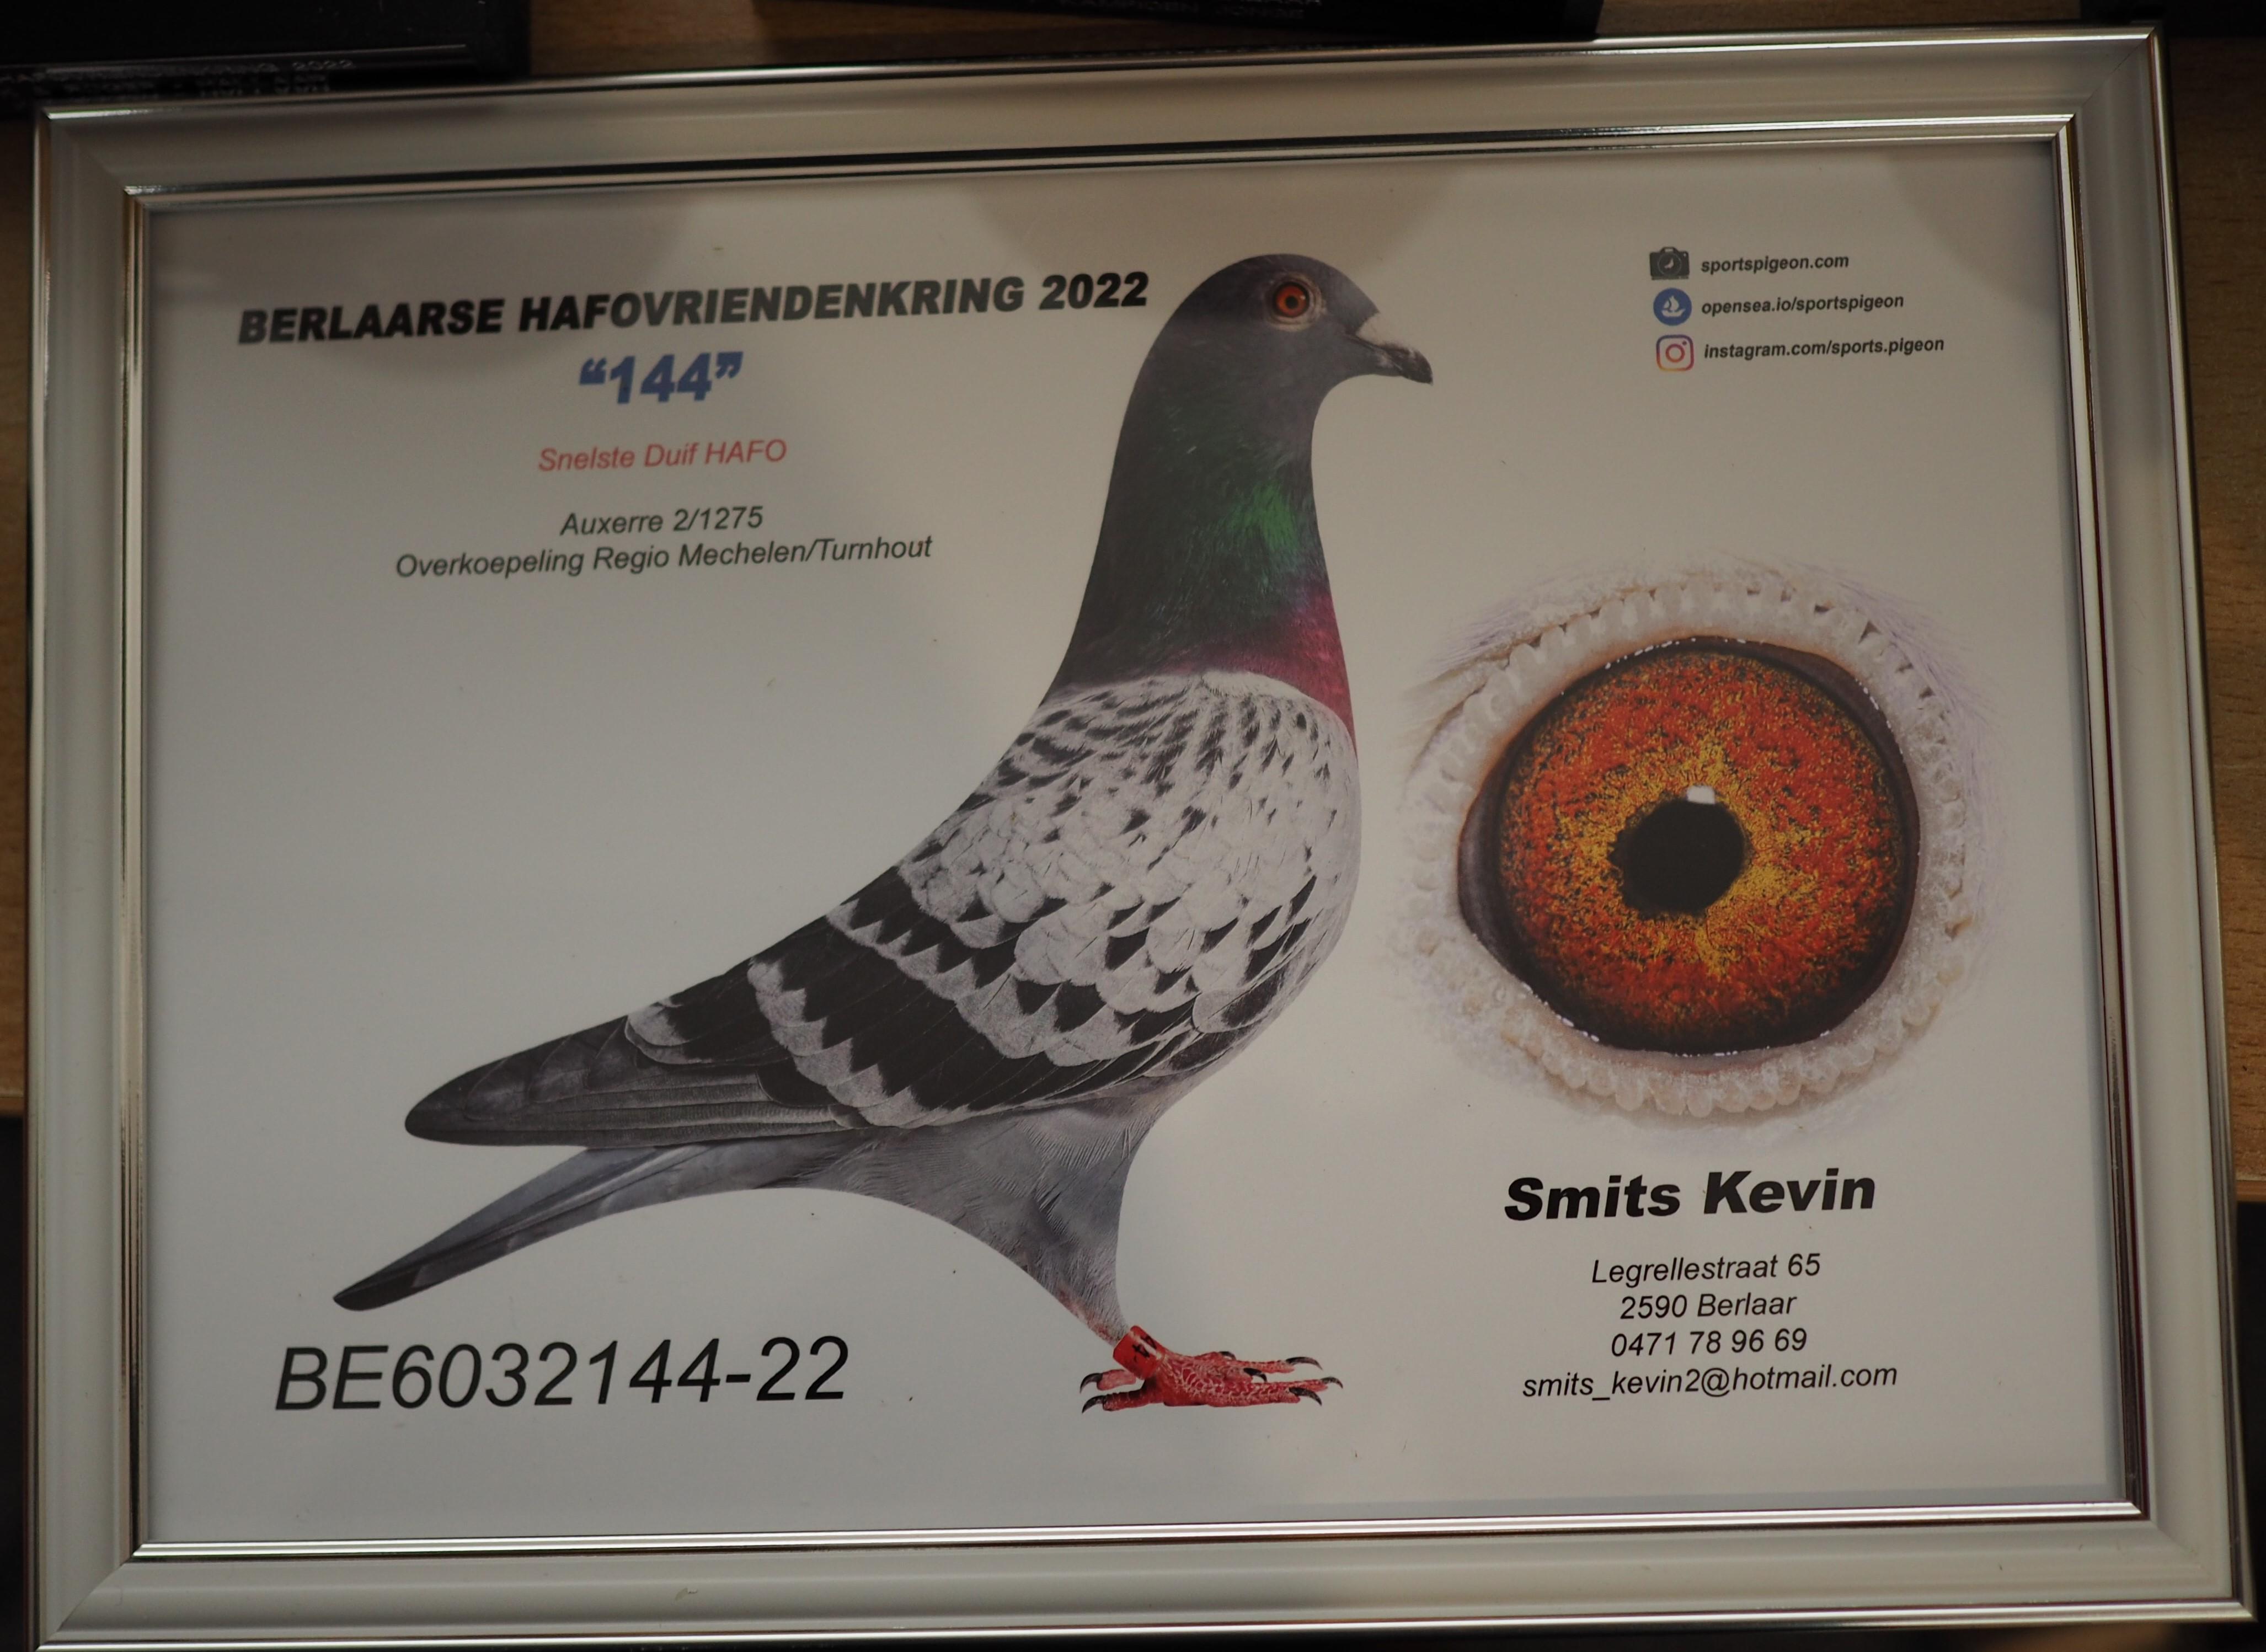 2022
BERLAARSE HAFOVRIENDENKRING 2022
“144”
Snelste Duif HAFO
Auxerre 2/1275
Overkoepeling Regio Mechelen/Turnhout
sportspigeon.com
opensea.io/sportspigeon
instagram.com/sports.pigeon
BE6032144-22
Smits Kevin
Legrellestraat 65
2590 Berlaar
0471 78 96 69
smits_kevin2@hotmail.com